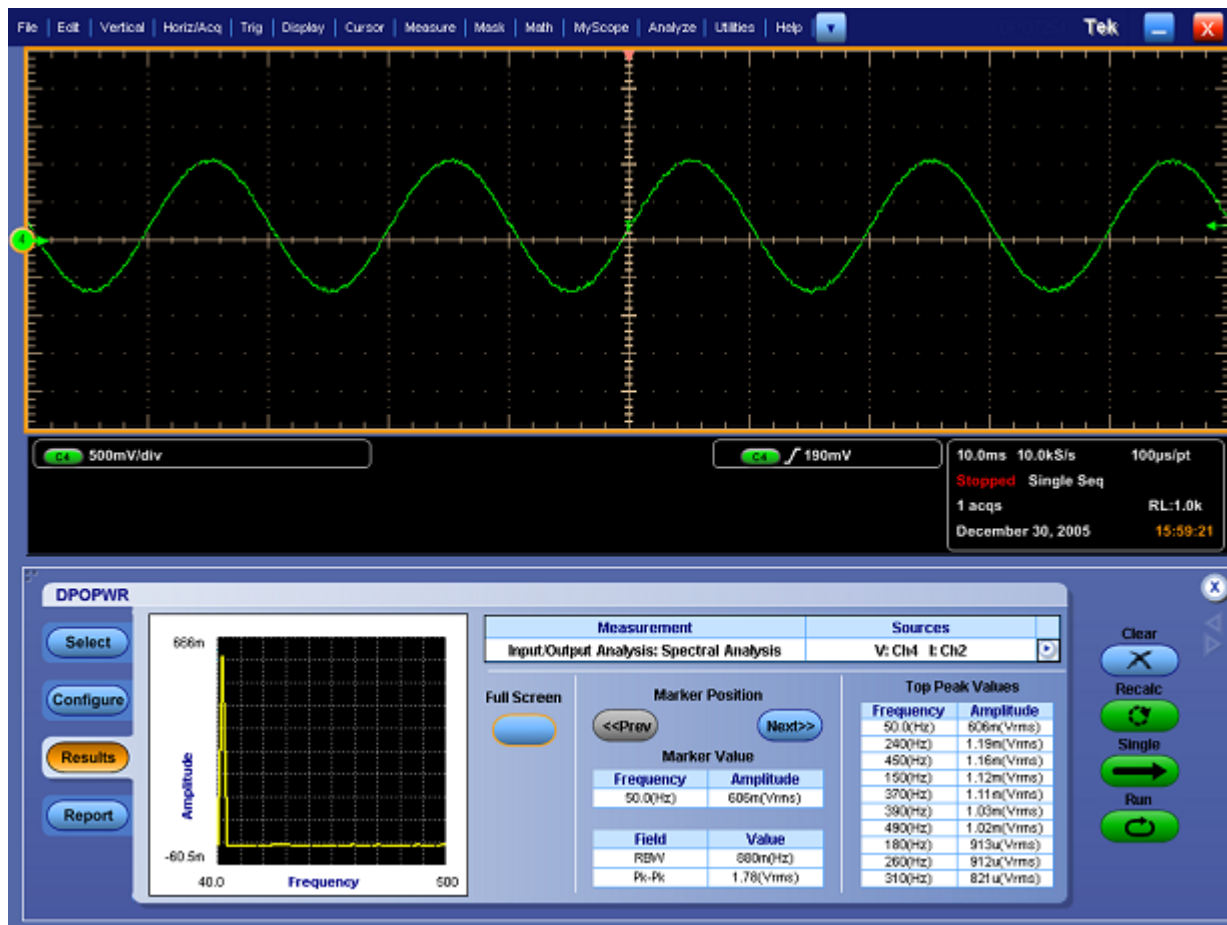 File | Edit | Vertical | Horiz/Acq | Trig | Display | Cursor | Measure | Mask | Math | MyScope | Analyze | Utilities | Help
Tek
X
4
C4 500mV/div
C4 190mV
10.0ms 10.0kS/s 100µs/pt
Stopped Single Seq
1 acqs RL:1.0k
December 30, 2005 15:59:21
DPOPWR
Select
Configure
Results
Report
666m
Amplitude
-60.5m
40.0 Frequency 500
Measurement Sources
Input/Output Analysis: Spectral Analysis V: Ch4 I: Ch2
Full Screen
Marker Position
<<Prev Next>>
Marker Value
Frequency Amplitude
50.0(Hz) 606m(Vrms)
Field Value
RBW 880m(Hz)
Pk-Pk 1.78(Vrms)
Top Peak Values
Frequency Amplitude
50.0(Hz) 606m(Vrms)
240(Hz) 1.19m(Vrms)
450(Hz) 1.16m(Vrms)
150(Hz) 1.12m(Vrms)
370(Hz) 1.11m(Vrms)
390(Hz) 1.03m(Vrms)
490(Hz) 1.02m(Vrms)
180(Hz) 913u(Vrms)
260(Hz) 912u(Vrms)
310(Hz) 821u(Vrms)
X
Clear
Recalc
Single
Run